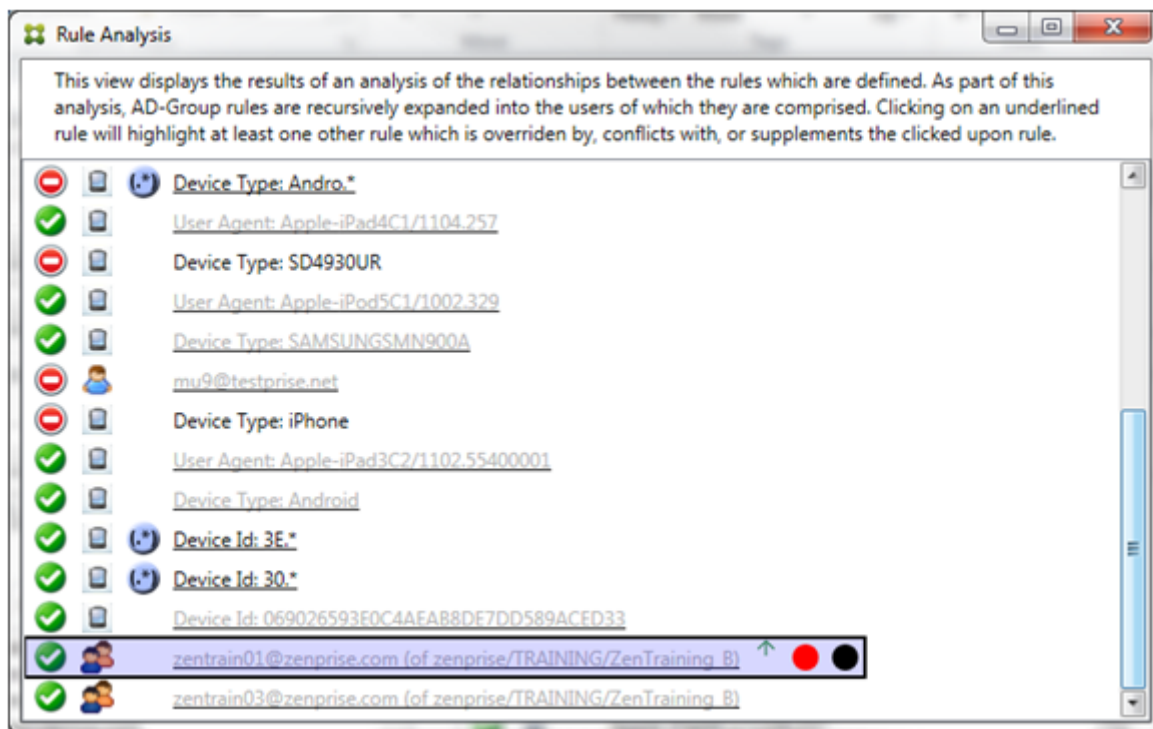 Rule Analysis
This view displays the results of an analysis of the relationships between the rules which are defined. As part of this
analysis, AD-Group rules are recursively expanded into the users of which they are comprised. Clicking on an underlined
rule will highlight at least one other rule which is overriden by, conflicts with, or supplements the clicked upon rule.
(.*) Device Type: Andro.*
User Agent: Apple-iPad4C1/1104.257
Device Type: SD4930UR
User Agent: Apple-iPod5C1/1002.329
Device Type: SAMSUNGSMN900A
mu9@testprise.net
Device Type: iPhone
User Agent: Apple-iPad3C2/1102.55400001
Device Type: Android
(.*) Device Id: 3E.*
(.*) Device Id: 30.*
Device Id: 069026593E0C4AEAB8DE7DD589ACED33
zentrain01@zenprise.com (of zenprise/TRAINING/ZenTraining_B)
zentrain03@zenprise.com (of zenprise/TRAINING/ZenTraining_B)